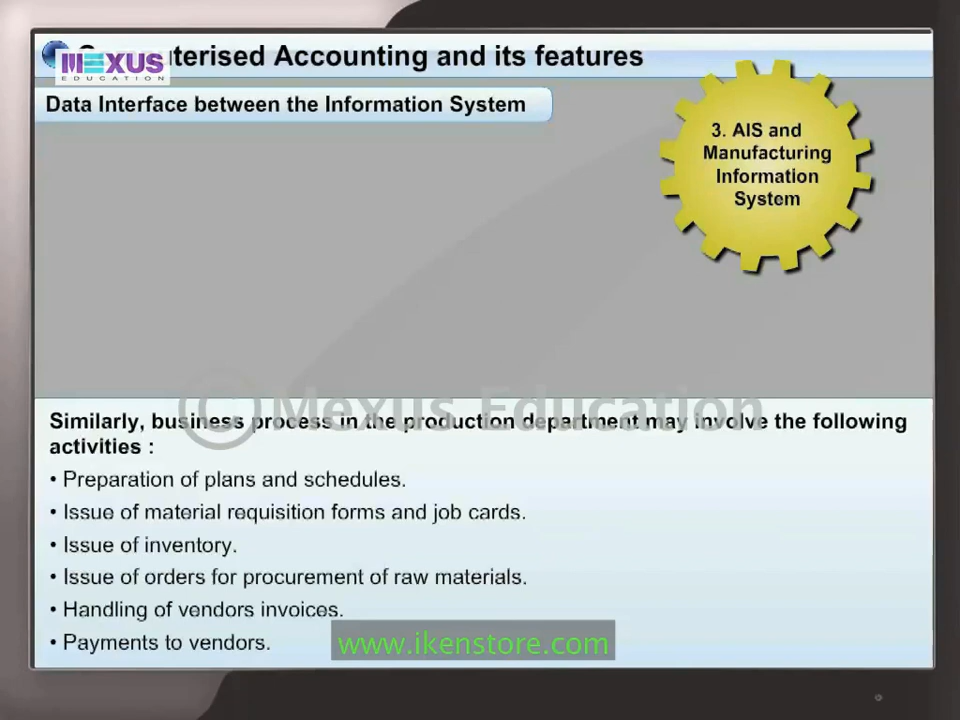 Computerised Accounting and its features
MEXUS
EDUCATION
Data Interface between the Information System
3. AIS and
Manufacturing
Information
System
© Mexus Education
Similarly, business process in the production department may involve the following
activities :
• Preparation of plans and schedules.
• Issue of material requisition forms and job cards.
• Issue of inventory.
• Issue of orders for procurement of raw materials.
• Handling of vendors invoices.
• Payments to vendors.
www.ikenstore.com